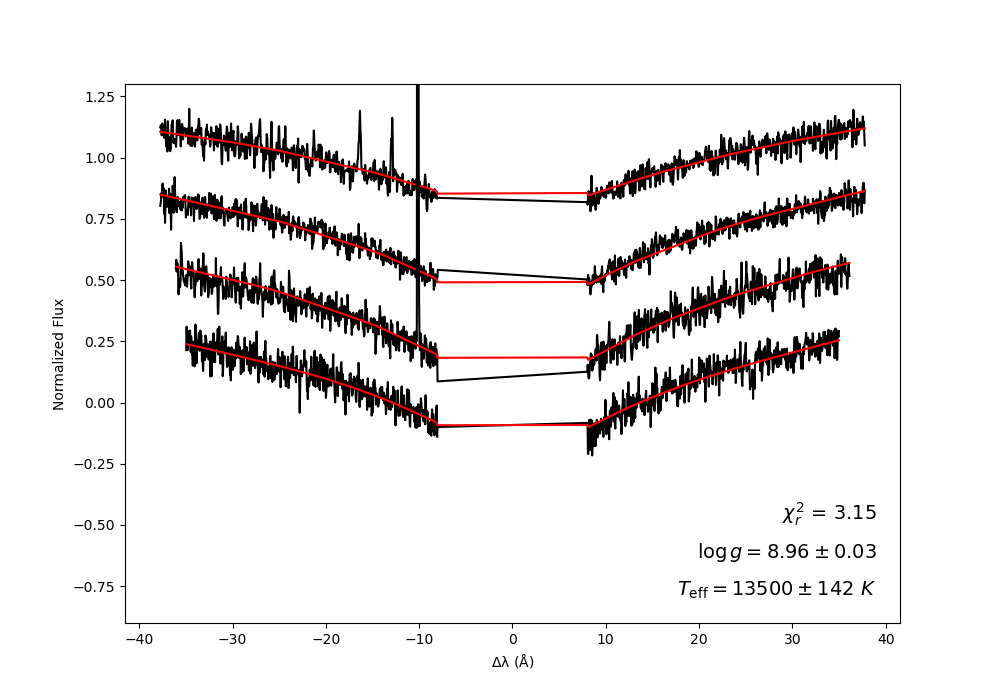 1.25
1.00
0.75
0.50
0.25
0.00
−0.25
−0.50
−0.75
Normalized Flux
χ²ᵣ = 3.15
log g = 8.96 ± 0.03
T_eff = 13500 ± 142 K
−40 −30 −20 −10 0 10 20 30 40
Δλ (Å)